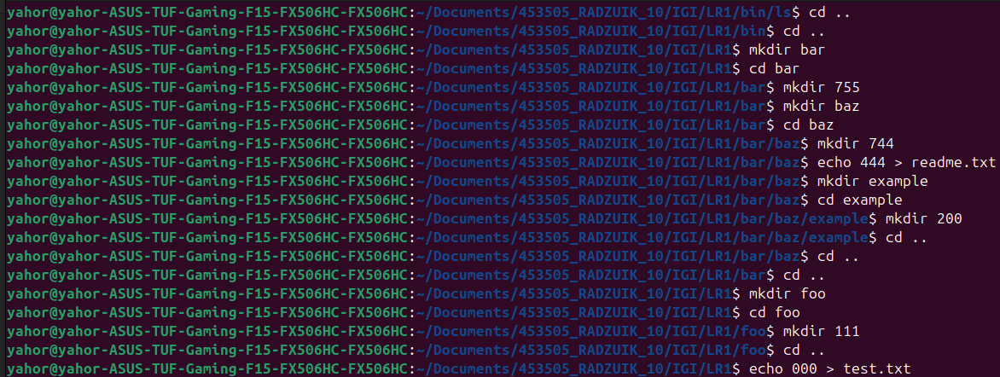 yahor@yahor-ASUS-TUF-Gaming-F15-FX506HC-FX506HC:~/Documents/453505_RADZUIK_10/IGI/LR1/bin/ls$ cd ..
yahor@yahor-ASUS-TUF-Gaming-F15-FX506HC-FX506HC:~/Documents/453505_RADZUIK_10/IGI/LR1/bin$ cd ..
yahor@yahor-ASUS-TUF-Gaming-F15-FX506HC-FX506HC:~/Documents/453505_RADZUIK_10/IGI/LR1$ mkdir bar
yahor@yahor-ASUS-TUF-Gaming-F15-FX506HC-FX506HC:~/Documents/453505_RADZUIK_10/IGI/LR1$ cd bar
yahor@yahor-ASUS-TUF-Gaming-F15-FX506HC-FX506HC:~/Documents/453505_RADZUIK_10/IGI/LR1/bar$ mkdir 755
yahor@yahor-ASUS-TUF-Gaming-F15-FX506HC-FX506HC:~/Documents/453505_RADZUIK_10/IGI/LR1/bar$ mkdir baz
yahor@yahor-ASUS-TUF-Gaming-F15-FX506HC-FX506HC:~/Documents/453505_RADZUIK_10/IGI/LR1/bar$ cd baz
yahor@yahor-ASUS-TUF-Gaming-F15-FX506HC-FX506HC:~/Documents/453505_RADZUIK_10/IGI/LR1/bar/baz$ mkdir 744
yahor@yahor-ASUS-TUF-Gaming-F15-FX506HC-FX506HC:~/Documents/453505_RADZUIK_10/IGI/LR1/bar/baz$ echo 444 > readme.txt
yahor@yahor-ASUS-TUF-Gaming-F15-FX506HC-FX506HC:~/Documents/453505_RADZUIK_10/IGI/LR1/bar/baz$ mkdir example
yahor@yahor-ASUS-TUF-Gaming-F15-FX506HC-FX506HC:~/Documents/453505_RADZUIK_10/IGI/LR1/bar/baz$ cd example
yahor@yahor-ASUS-TUF-Gaming-F15-FX506HC-FX506HC:~/Documents/453505_RADZUIK_10/IGI/LR1/bar/baz/example$ mkdir 200
yahor@yahor-ASUS-TUF-Gaming-F15-FX506HC-FX506HC:~/Documents/453505_RADZUIK_10/IGI/LR1/bar/baz/example$ cd ..
yahor@yahor-ASUS-TUF-Gaming-F15-FX506HC-FX506HC:~/Documents/453505_RADZUIK_10/IGI/LR1/bar/baz$ cd ..
yahor@yahor-ASUS-TUF-Gaming-F15-FX506HC-FX506HC:~/Documents/453505_RADZUIK_10/IGI/LR1/bar$ cd ..
yahor@yahor-ASUS-TUF-Gaming-F15-FX506HC-FX506HC:~/Documents/453505_RADZUIK_10/IGI/LR1$ mkdir foo
yahor@yahor-ASUS-TUF-Gaming-F15-FX506HC-FX506HC:~/Documents/453505_RADZUIK_10/IGI/LR1$ cd foo
yahor@yahor-ASUS-TUF-Gaming-F15-FX506HC-FX506HC:~/Documents/453505_RADZUIK_10/IGI/LR1/foo$ mkdir 111
yahor@yahor-ASUS-TUF-Gaming-F15-FX506HC-FX506HC:~/Documents/453505_RADZUIK_10/IGI/LR1/foo$ cd ..
yahor@yahor-ASUS-TUF-Gaming-F15-FX506HC-FX506HC:~/Documents/453505_RADZUIK_10/IGI/LR1$ echo 000 > test.txt